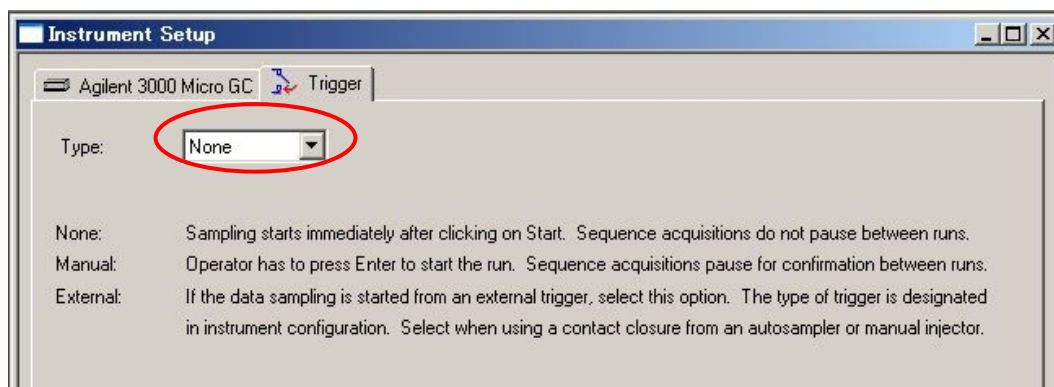 Instrument Setup
Agilent 3000 Micro GC Trigger
Type: None
None: Sampling starts immediately after clicking on Start. Sequence acquisitions do not pause between runs.
Manual: Operator has to press Enter to start the run. Sequence acquisitions pause for confirmation between runs.
External: If the data sampling is started from an external trigger, select this option. The type of trigger is designated
in instrument configuration. Select when using a contact closure from an autosampler or manual injector.